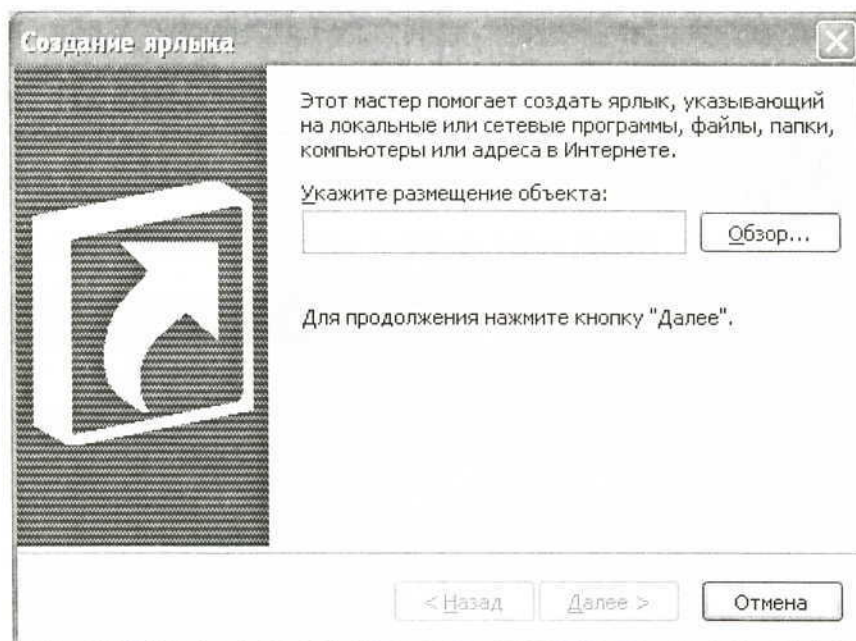 Создание ярлыка
Этот мастер помогает создать ярлык, указывающий
на локальные или сетевые программы, файлы, папки,
компьютеры или адреса в Интернете.
Укажите размещение объекта:
Обзор...
Для продолжения нажмите кнопку "Далее".
< Назад
Далее >
Отмена